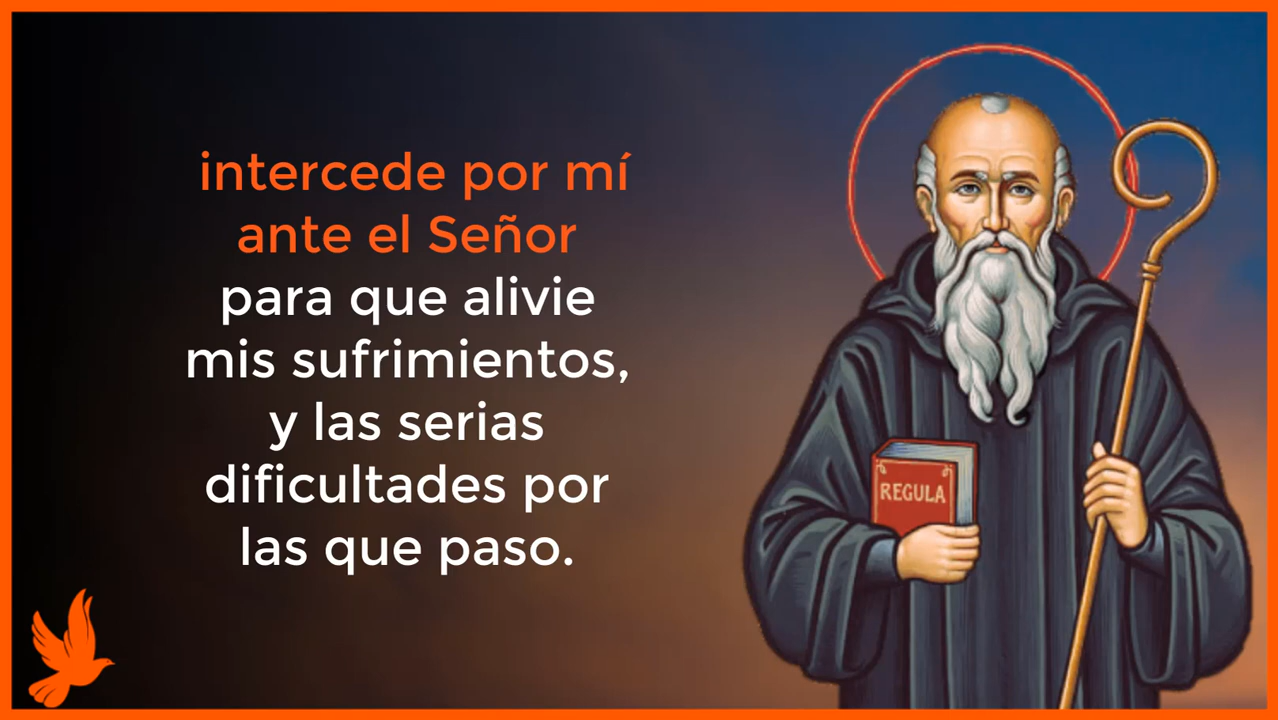 intercede por mí
ante el Señor
para que alivie
mis sufrimientos,
y las serias
dificultades por
las que paso.
REGULA